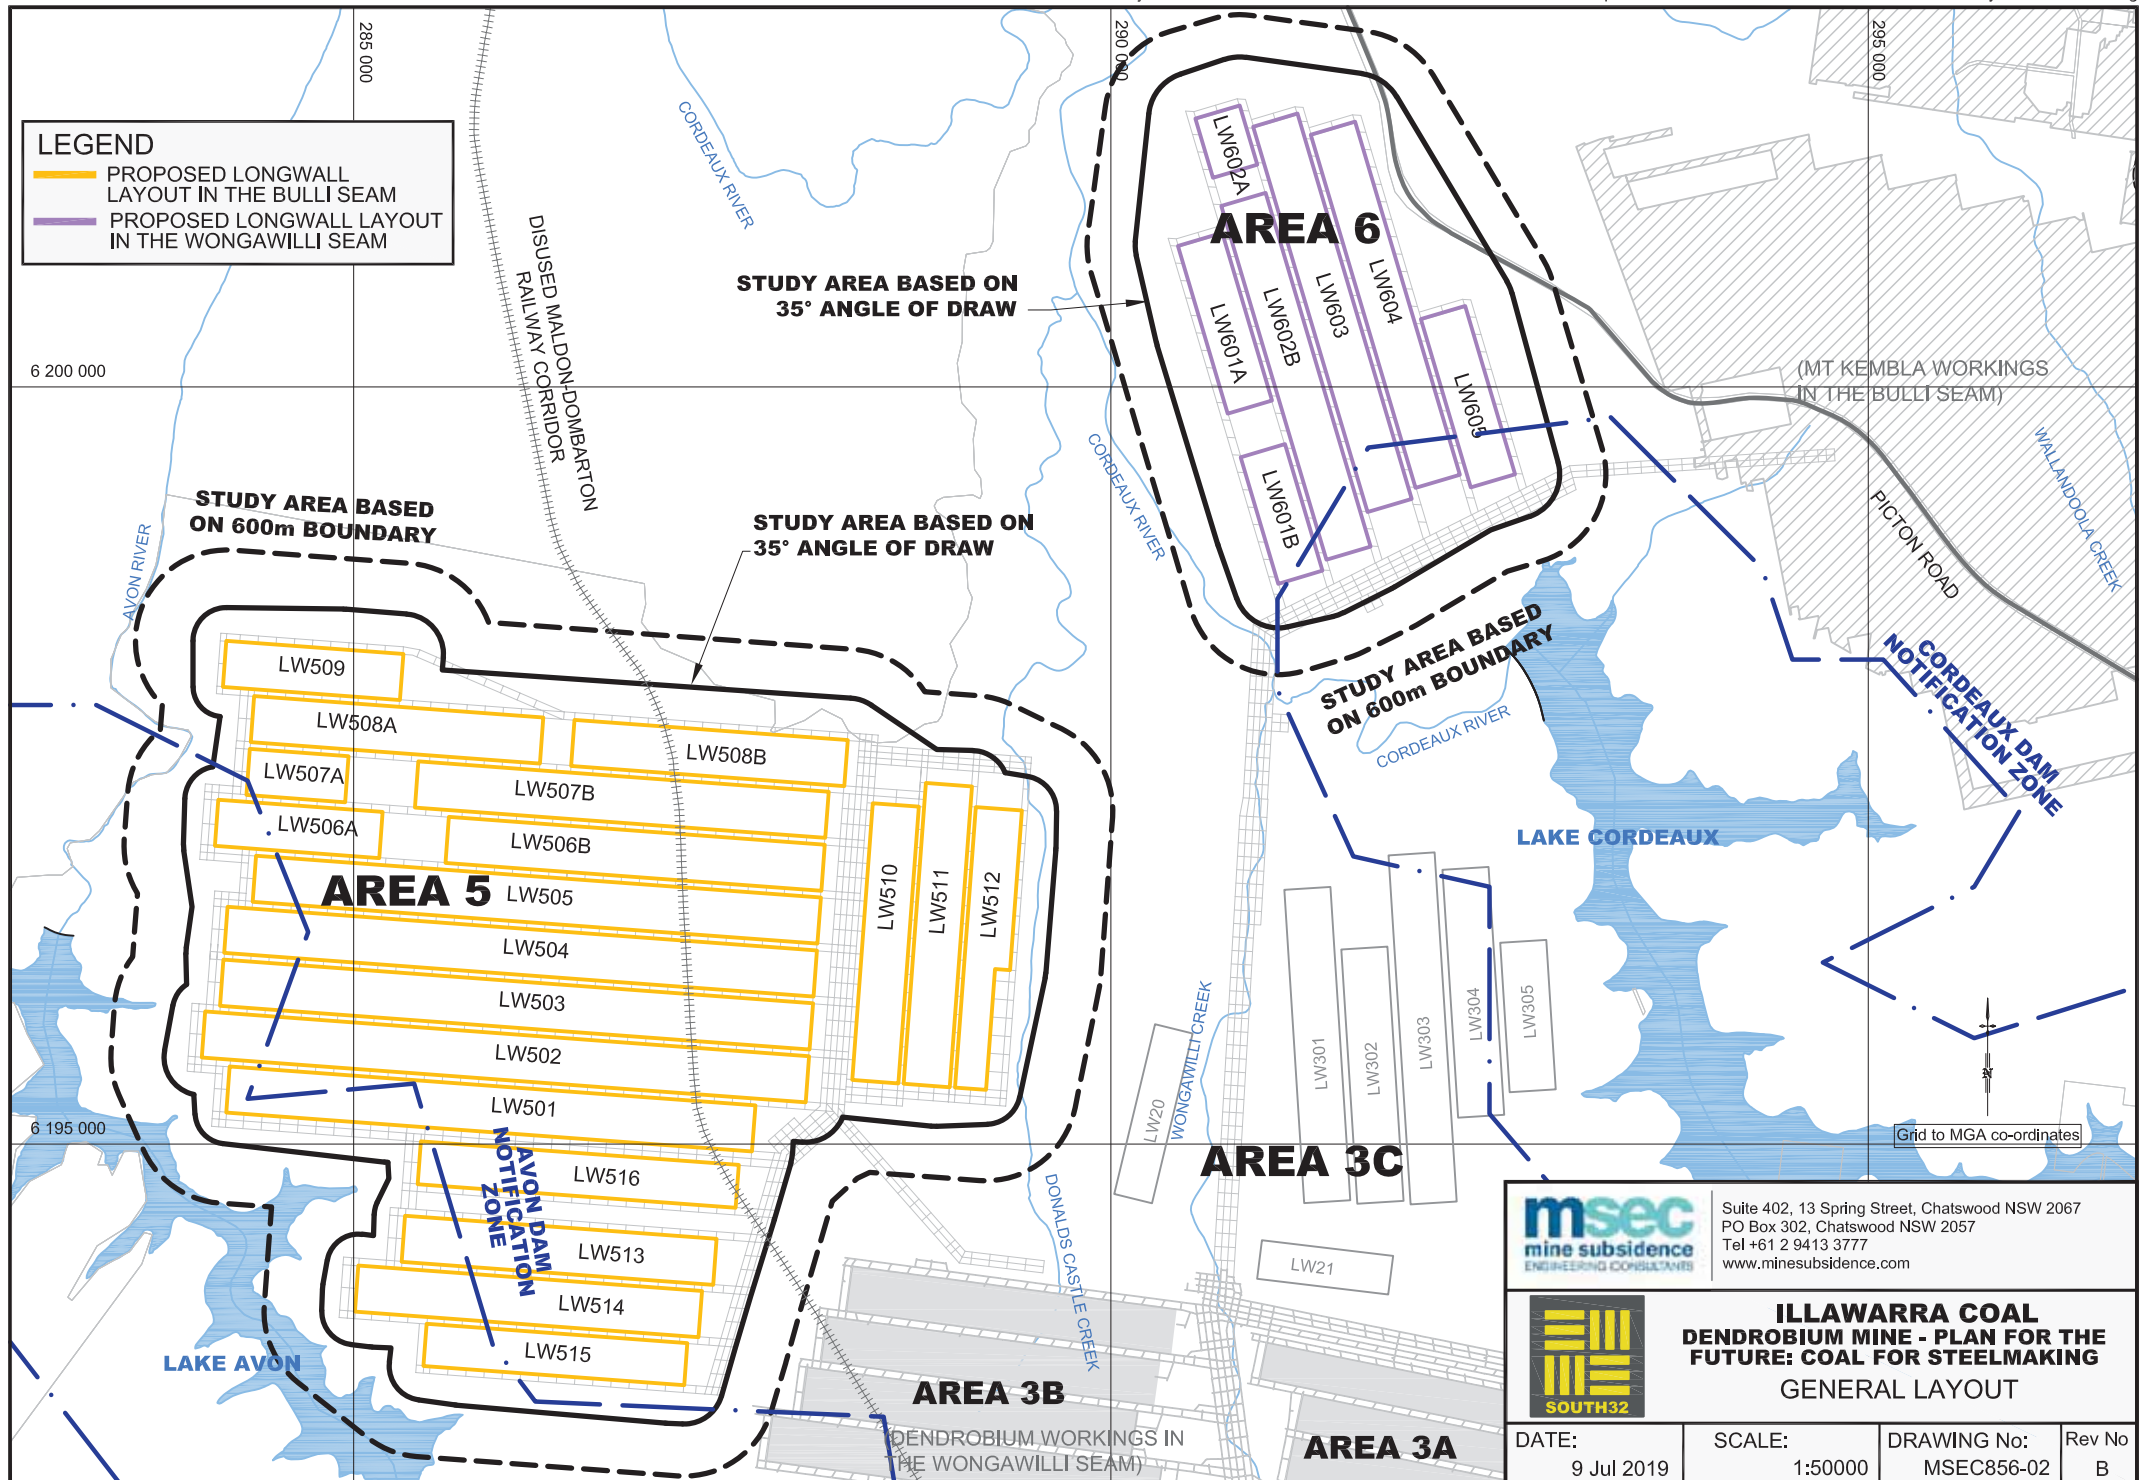 285 000
290 000
295 000
LEGEND
PROPOSED LONGWALL
LAYOUT IN THE BULLI SEAM
PROPOSED LONGWALL LAYOUT
IN THE WONGAWILLI SEAM
CORDEAUX RIVER
DISUSED MALDON-DOMBARTON
RAILWAY CORRIDOR
STUDY AREA BASED ON
35° ANGLE OF DRAW
LW602A
AREA 6
LW601A
LW602B
LW603
LW604
LW605
LW601B
6 200 000
(MT KEMBLA WORKINGS
IN THE BULLI SEAM)
WALLANDOOLA CREEK
PICTON ROAD
CORDEAUX RIVER
STUDY AREA BASED
ON 600m BOUNDARY
STUDY AREA BASED ON
35° ANGLE OF DRAW
AVON RIVER
STUDY AREA BASED
ON 600m BOUNDARY
CORDEAUX RIVER
CORDEAUX DAM
NOTIFICATION ZONE
LAKE CORDEAUX
LW509
LW508A
LW508B
LW507A
LW507B
LW506A
LW506B
AREA 5
LW505
LW504
LW503
LW502
LW501
LW510
LW511
LW512
6 195 000
LW516
AVON DAM
NOTIFICATION
ZONE
LW513
LW514
LW515
LAKE AVON
DONALDS CASTLE CREEK
WONGAWILLI CREEK
LW20
LW301
LW302
LW303
LW304
LW305
AREA 3C
LW21
AREA 3B
(DENDROBIUM WORKINGS IN
THE WONGAWILLI SEAM)
AREA 3A
N
Grid to MGA co-ordinates
msec
mine subsidence
ENGINEERING CONSULTANTS
Suite 402, 13 Spring Street, Chatswood NSW 2067
PO Box 302, Chatswood NSW 2057
Tel +61 2 9413 3777
www.minesubsidence.com
SOUTH32
ILLAWARRA COAL
DENDROBIUM MINE - PLAN FOR THE
FUTURE: COAL FOR STEELMAKING
GENERAL LAYOUT
DATE:
9 Jul 2019
SCALE:
1:50000
DRAWING No:
MSEC856-02
Rev No
B